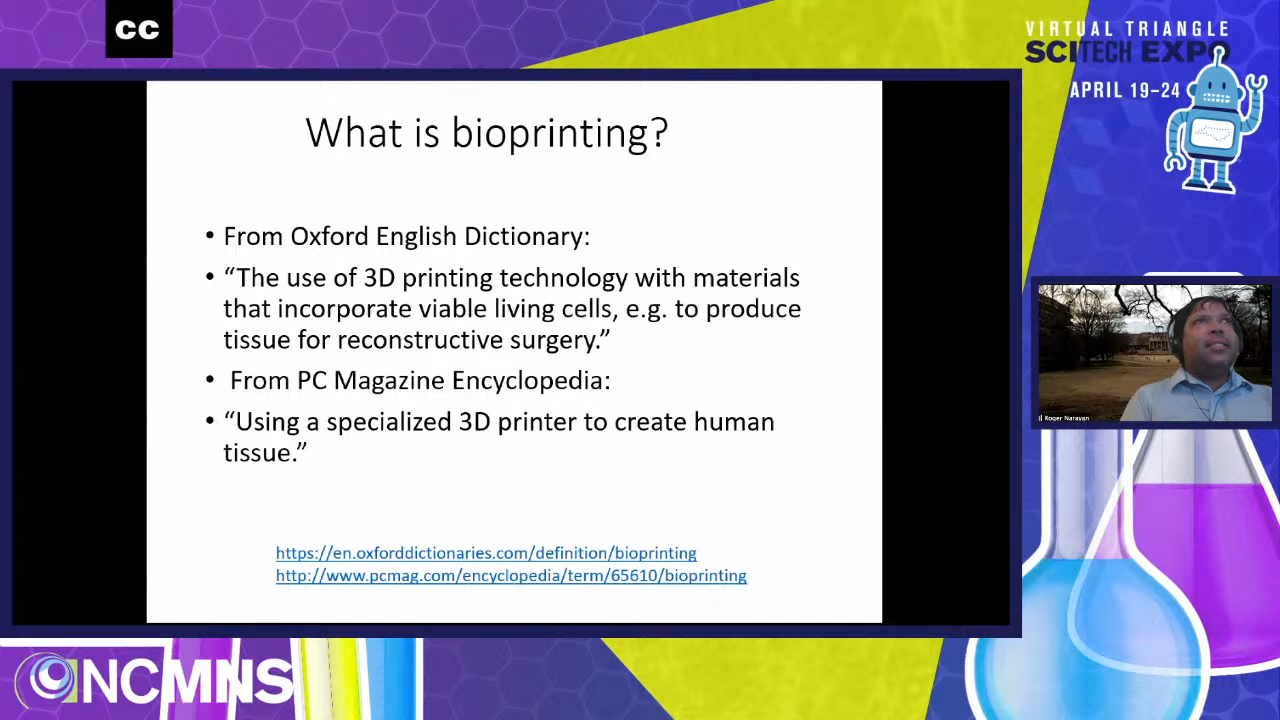 CC
VIRTUAL TRIANGLE
SCITECH EXPO
APRIL 19–24
What is bioprinting?
• From Oxford English Dictionary:
• “The use of 3D printing technology with materials
that incorporate viable living cells, e.g. to produce
tissue for reconstructive surgery.”
• From PC Magazine Encyclopedia:
• “Using a specialized 3D printer to create human
tissue.”
https://en.oxforddictionaries.com/definition/bioprinting
http://www.pcmag.com/encyclopedia/term/65610/bioprinting
Roger Narayan
NCMNS